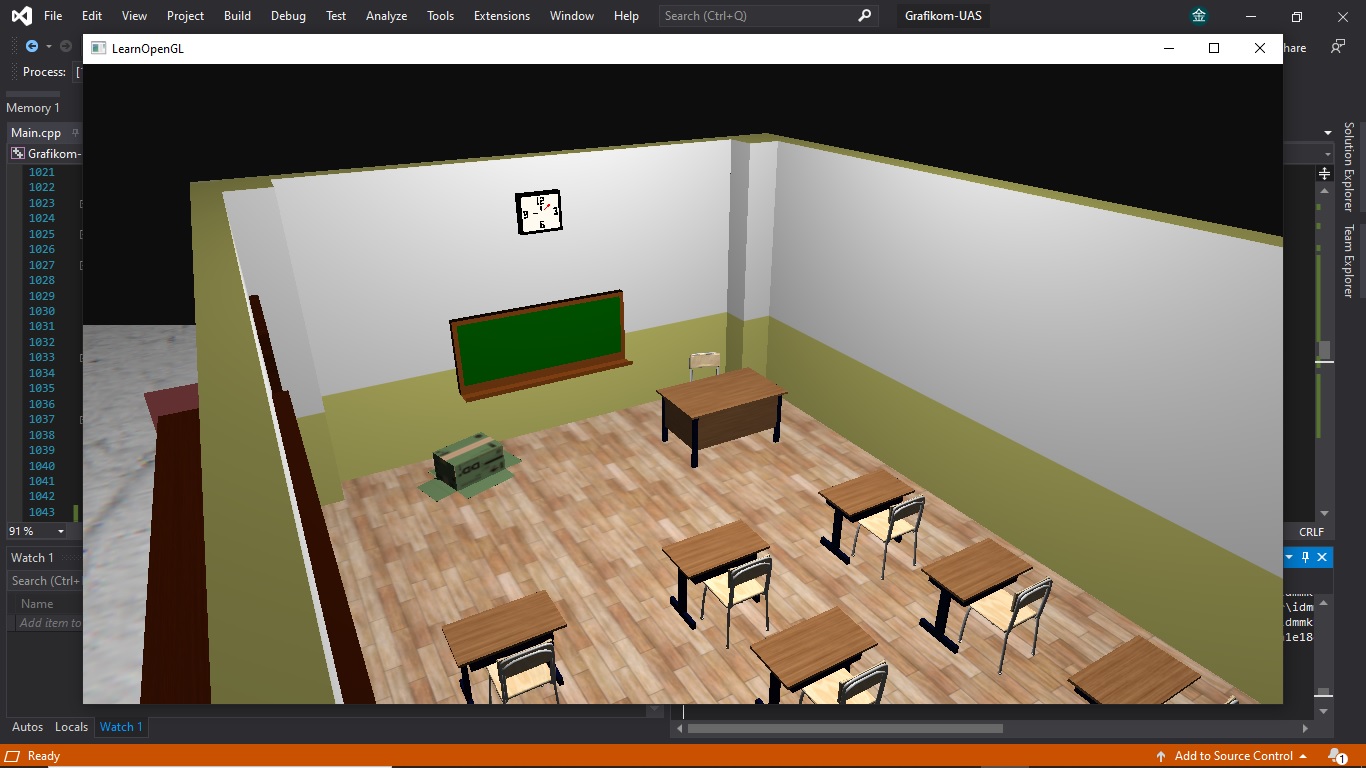 File Edit View Project Build Debug Test Analyze Tools Extensions Window Help Search (Ctrl+Q) Grafikom-UAS 金
LearnOpenGL
hare
Process:
Memory 1
Main.cpp
Grafikom-
1021
1022
1023
1024
1025
1026
1027
1028
1029
1030
1031
1032
1033
1034
1035
1036
1037
1038
1039
1040
1041
1042
1043
12
9 3
6
Solution Explorer
Team Explorer
91 % CRLF
Watch 1
Search (Ctrl+
Name
Add item to
\idm
dmmk
1e18
Autos Locals Watch 1
Ready Add to Source Control 1